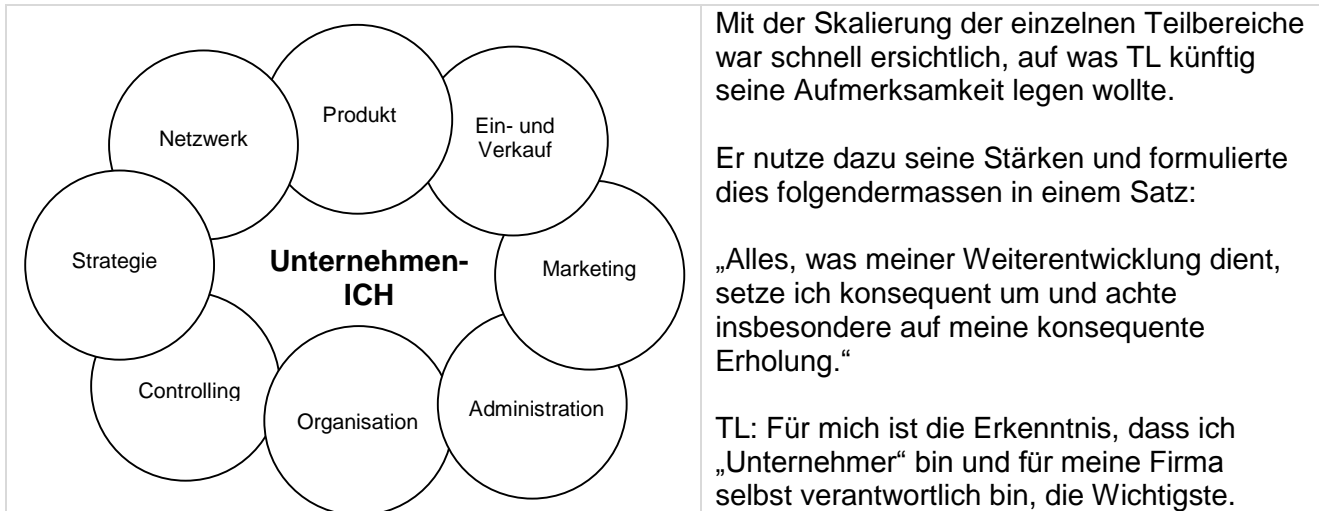 Produkt
Netzwerk
Ein- und
Verkauf
Strategie
Unternehmen-
ICH
Marketing
Controlling
Organisation
Administration
Mit der Skalierung der einzelnen Teilbereiche
war schnell ersichtlich, auf was TL künftig
seine Aufmerksamkeit legen wollte.
Er nutze dazu seine Stärken und formulierte
dies folgendermassen in einem Satz:
„Alles, was meiner Weiterentwicklung dient,
setze ich konsequent um und achte
insbesondere auf meine konsequente
Erholung.“
TL: Für mich ist die Erkenntnis, dass ich
„Unternehmer“ bin und für meine Firma
selbst verantwortlich bin, die Wichtigste.